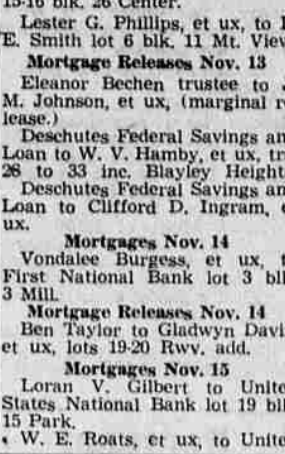 15-16 blk. 26 Center.
Lester G. Phillips, et ux, to
E. Smith lot 6 blk. 11 Mt. View
Mortgage Releases Nov. 13
Eleanor Bechen trustee to
M. Johnson, et ux, (marginal re
lease.)
Deschutes Federal Savings an
Loan to W. V. Hamby, et ux, tr
26 to 33 inc. Blayley Height
Deschutes Federal Savings an
Loan to Clifford D. Ingram, e
ux.
Mortgages Nov. 14
Vondalee Burgess, et ux, t
First National Bank lot 3 bl
3 Mill.
Mortgage Releases Nov. 14
Ben Taylor to Gladwyn Davi
et ux, lots 19-20 Rwy. add.
Mortgages Nov. 15
Loran V. Gilbert to Unite
States National Bank lot 19 bl
15 Park.
W. E. Roats, et ux, to Unite